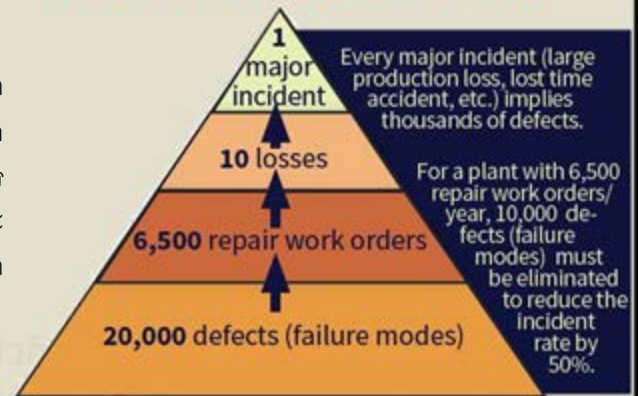 1
major
incident
10 losses
6,500 repair work orders
20,000 defects (failure modes)
Every major incident (large
production loss, lost time
accident, etc.) implies
thousands of defects.
For a plant with 6,500
repair work orders/
year, 10,000 de-
fects (failure
modes) must
be eliminated
to reduce the
incident
rate by
50%.